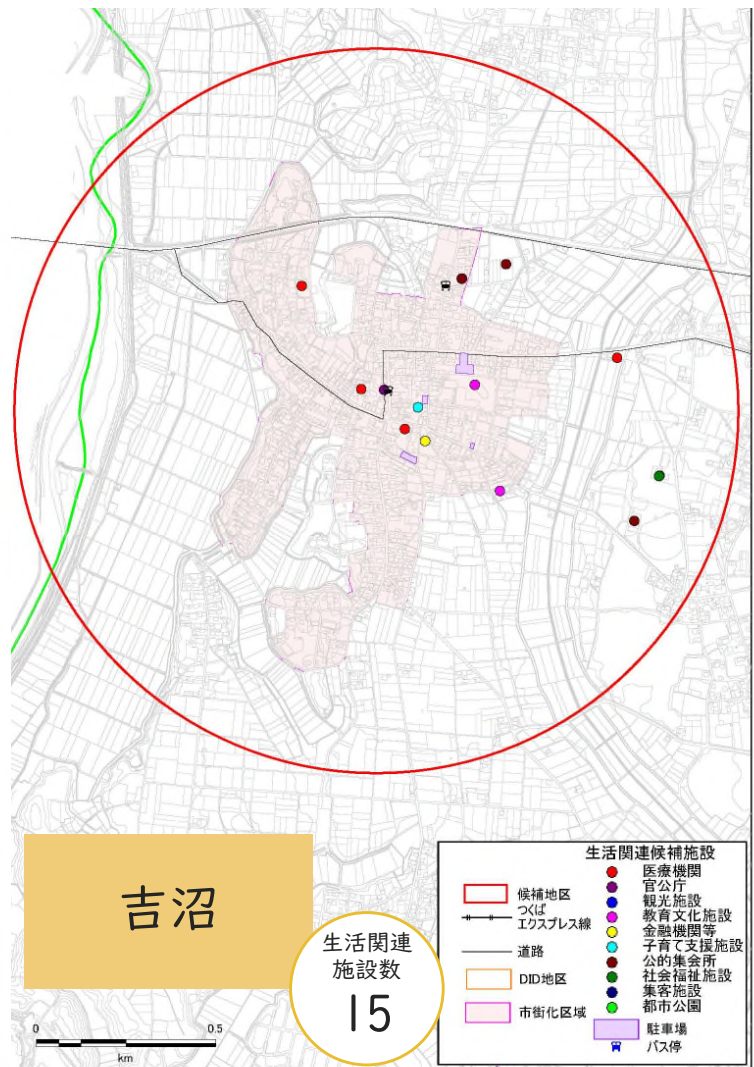 吉沼
生活関連
施設数
15
0 0.5
km
生活関連候補施設
候補地区
つくば
エクスプレス線
道路
DID地区
市街化区域
医療機関
官公庁
観光施設
教育文化施設
金融機関等
子育て支援施設
公的集会所
社会福祉施設
集客施設
都市公園
駐車場
バス停